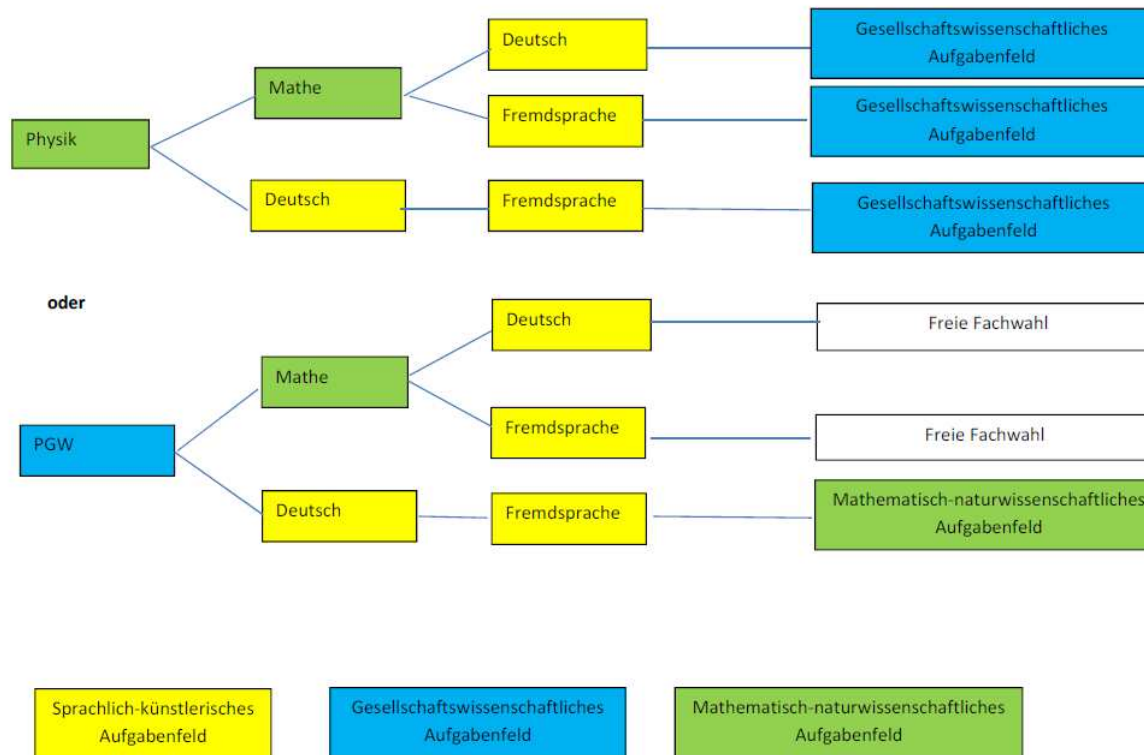 Deutsch
Gesellschaftswissenschaftliches
Aufgabenfeld
Mathe
Fremdsprache
Gesellschaftswissenschaftliches
Aufgabenfeld
Physik
Deutsch
Fremdsprache
Gesellschaftswissenschaftliches
Aufgabenfeld
oder
Deutsch
Freie Fachwahl
Mathe
Fremdsprache
Freie Fachwahl
PGW
Deutsch
Fremdsprache
Mathematisch-naturwissenschaftliches
Aufgabenfeld
Sprachlich-künstlerisches
Aufgabenfeld
Gesellschaftswissenschaftliches
Aufgabenfeld
Mathematisch-naturwissenschaftliches
Aufgabenfeld